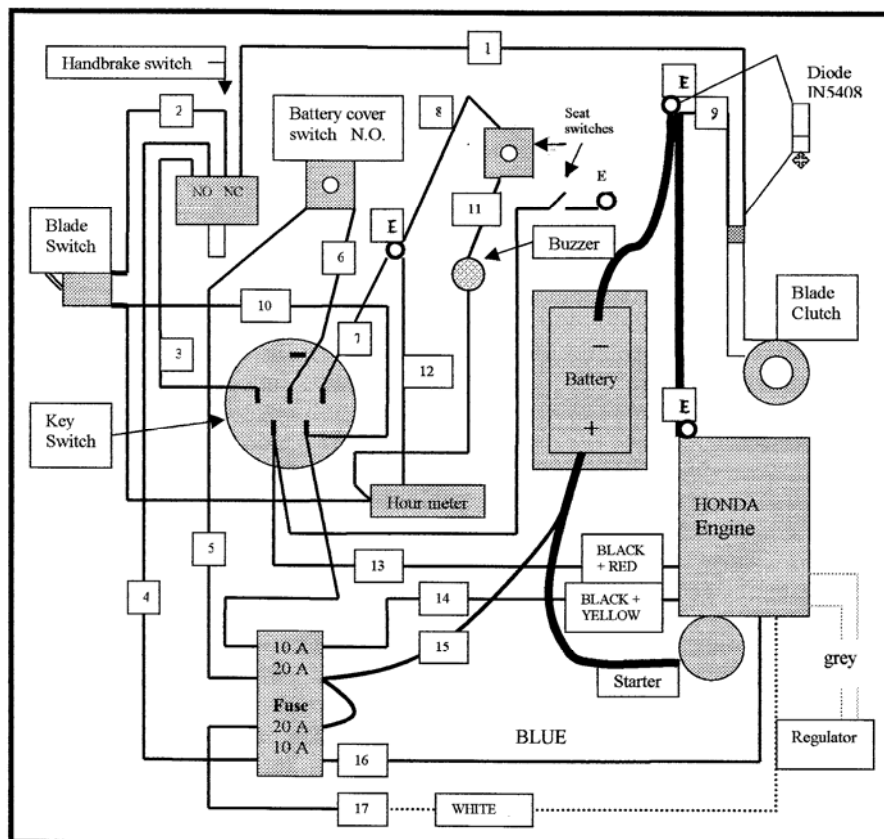 1
Handbrake switch
E
Diode
IN5408
2
Battery cover
switch N.O.
8
Seat
switches
9
NO NC
E
11
E
Blade
Switch
6
Buzzer
10
Blade
Clutch
3
7
12
Battery
–
+
E
Key
Switch
Hour meter
HONDA
Engine
5
13
BLACK
+ RED
4
14
BLACK +
YELLOW
15
10 A
20 A
Fuse
20 A
10 A
Starter
grey
BLUE
16
Regulator
17
WHITE